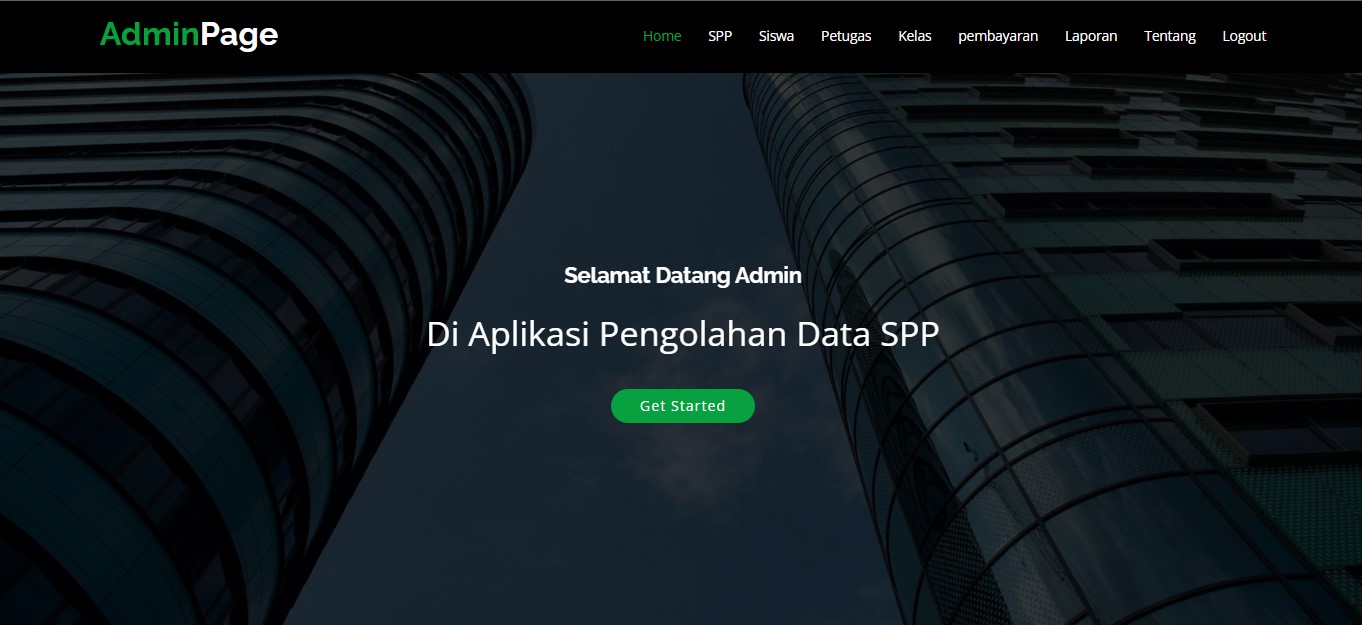 AdminPage
Home SPP Siswa Petugas Kelas pembayaran Laporan Tentang Logout
Selamat Datang Admin
Di Aplikasi Pengolahan Data SPP
Get Started